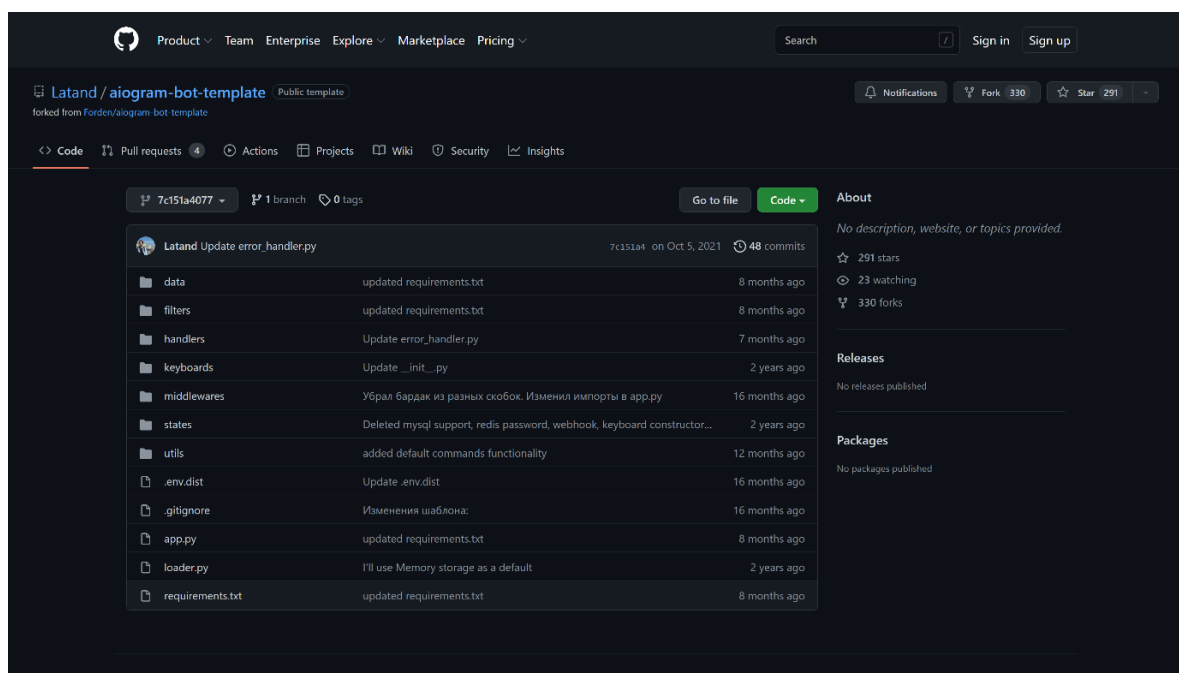 Product Team Enterprise Explore Marketplace Pricing Search / Sign in Sign up
Latand / aiogram-bot-template Public template Notifications Fork 330 Star 291
forked from Forden/aiogram-bot-template
<> Code Pull requests 4 Actions Projects Wiki Security Insights
7c151a4077 1 branch 0 tags Go to file Code
Latand Update error_handler.py 7c151a4 on Oct 5, 2021 48 commits
data updated requirements.txt 8 months ago
filters updated requirements.txt 8 months ago
handlers Update error_handler.py 7 months ago
keyboards Update __init__.py 2 years ago
middlewares Убрал бардак из разных скобок. Изменил импорты в app.py 16 months ago
states Deleted mysql support, redis password, webhook, keyboard constructor... 2 years ago
utils added default commands functionality 12 months ago
.env.dist Update .env.dist 16 months ago
.gitignore Изменения шаблона: 16 months ago
app.py updated requirements.txt 8 months ago
loader.py I'll use Memory storage as a default 2 years ago
requirements.txt updated requirements.txt 8 months ago
About
No description, website, or topics provided.
291 stars
23 watching
330 forks
Releases
No releases published
Packages
No packages published